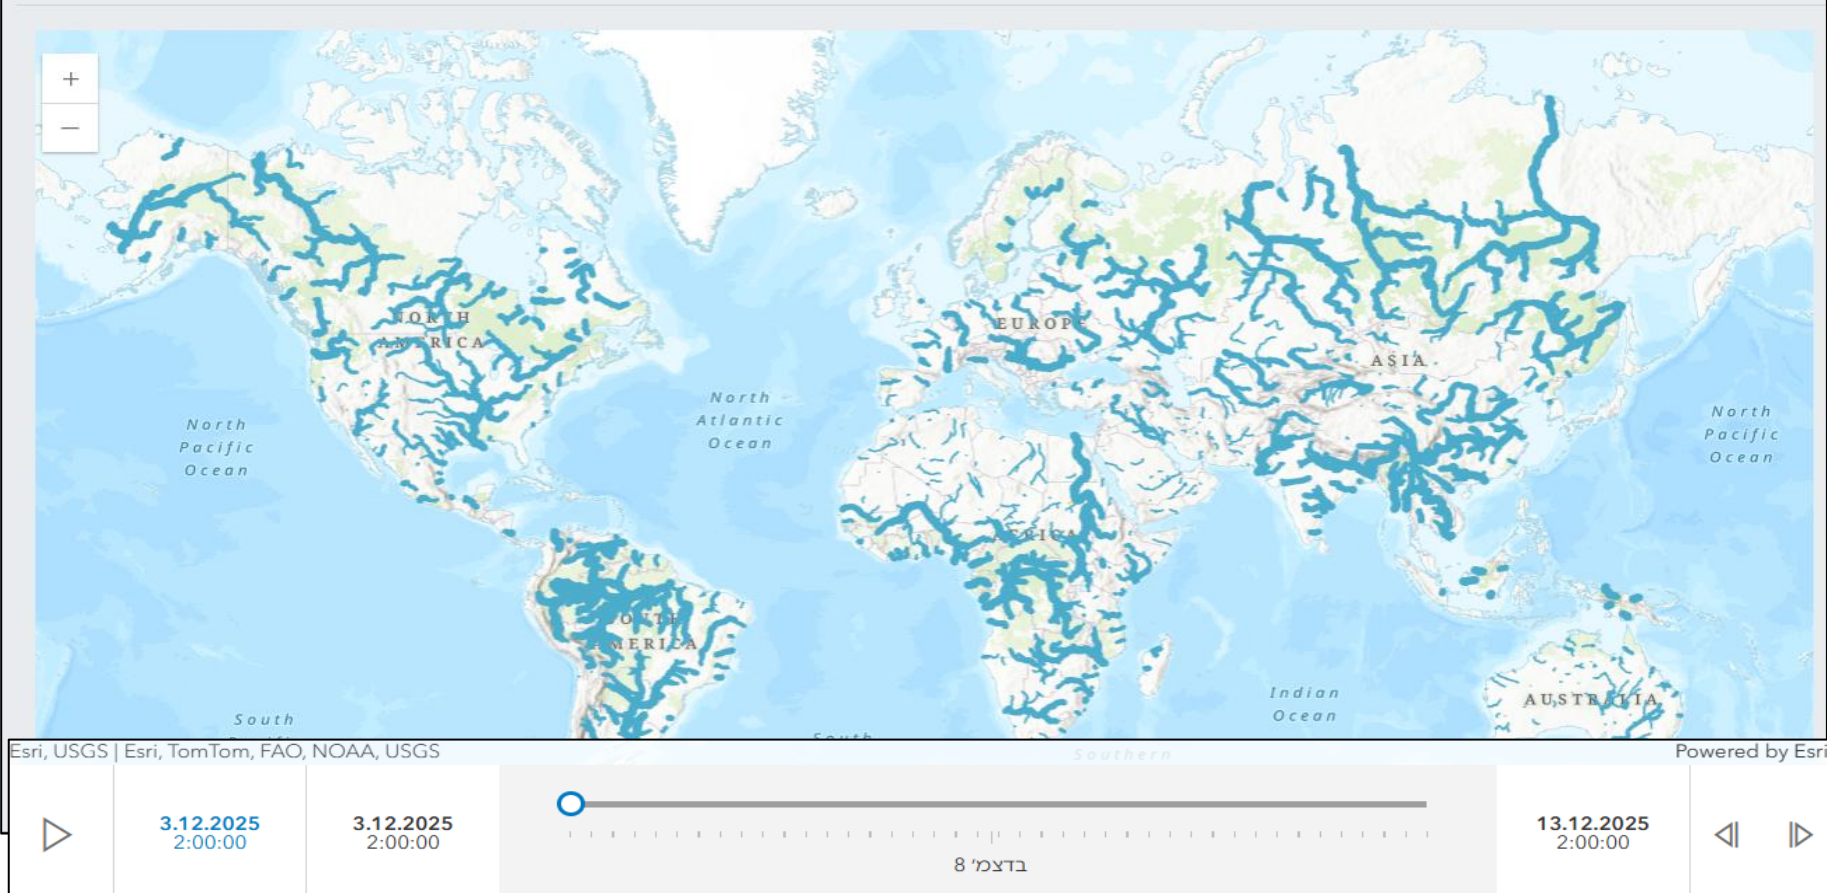 NORTH
AMERICA
North
Pacific
Ocean
North
Atlantic
Ocean
EUROPE
ASIA
North
Pacific
Ocean
AFRICA
SOUTH
AMERICA
Indian
Ocean
AUSTRALIA
South
South
Southern
Esri, USGS | Esri, TomTom, FAO, NOAA, USGS
Powered by Esri
3.12.2025
2:00:00
3.12.2025
2:00:00
בדצמ׳ 8
13.12.2025
2:00:00